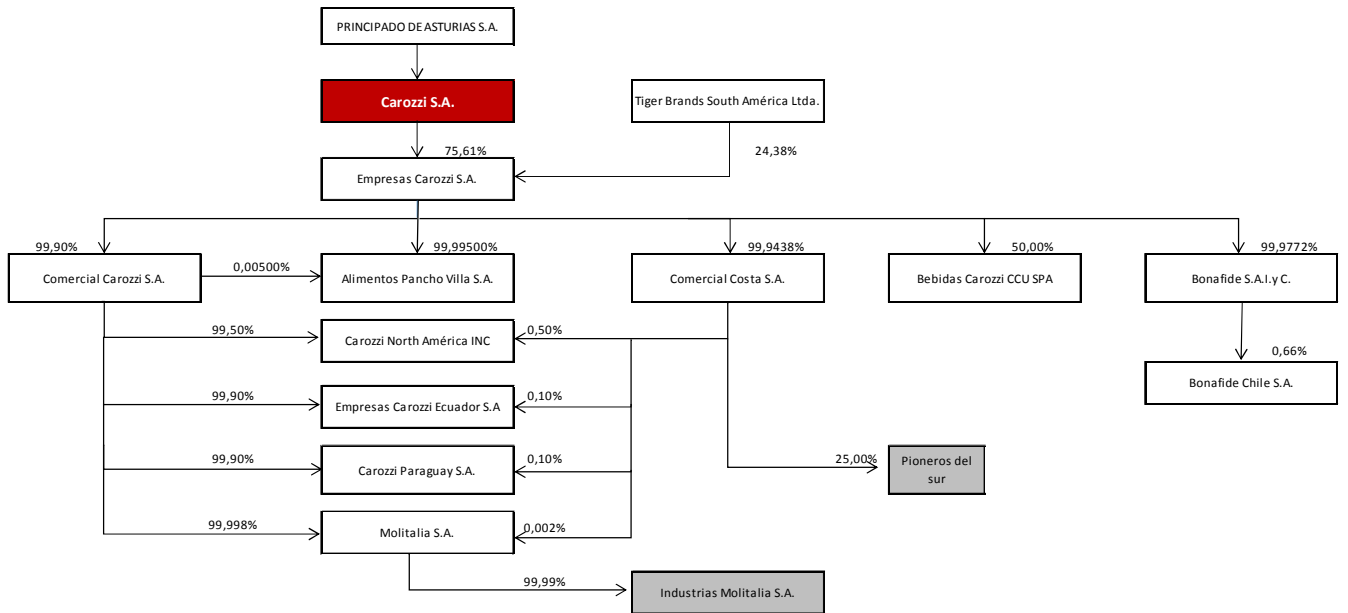 PRINCIPADO DE ASTURIAS S.A.
Carozzi S.A.
Tiger Brands South América Ltda.
75,61%
24,38%
Empresas Carozzi S.A.
99,90%
99,99500%
99,9438%
50,00%
99,9772%
Comercial Carozzi S.A.
0,00500%
Alimentos Pancho Villa S.A.
Comercial Costa S.A.
Bebidas Carozzi CCU SPA
Bonafide S.A.I.y C.
99,50%
Carozzi North América INC
0,50%
0,66%
Bonafide Chile S.A.
99,90%
Empresas Carozzi Ecuador S.A
0,10%
99,90%
Carozzi Paraguay S.A.
0,10%
25,00%
Pioneros del
sur
99,998%
Molitalia S.A.
0,002%
99,99%
Industrias Molitalia S.A.